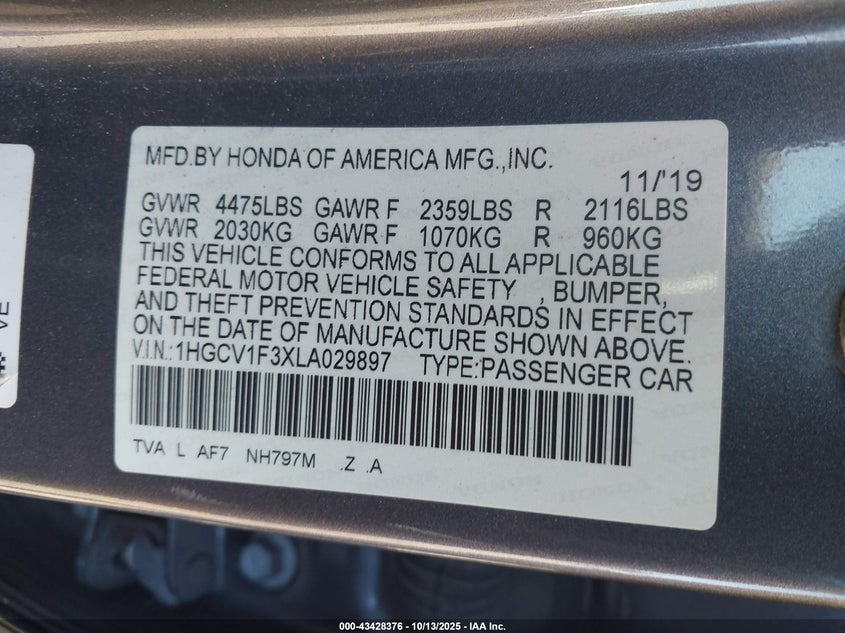 MFD.BY HONDA OF AMERICA MFG.,INC.
11/'19
GVWR 4475LBS GAWR F 2359LBS R 2116LBS
GVWR 2030KG GAWR F 1070KG R 960KG
THIS VEHICLE CONFORMS TO ALL APPLICABLE
FEDERAL MOTOR VEHICLE SAFETY , BUMPER,
AND THEFT PREVENTION STANDARDS IN EFFECT
ON THE DATE OF MANUFACTURE SHOWN ABOVE.
V.I.N.:1HGCV1F3XLA029897 TYPE:PASSENGER CAR
TVA L AF7 NH797M .Z .A
VE
000-43428376 - 10/13/2025 - IAA Inc.